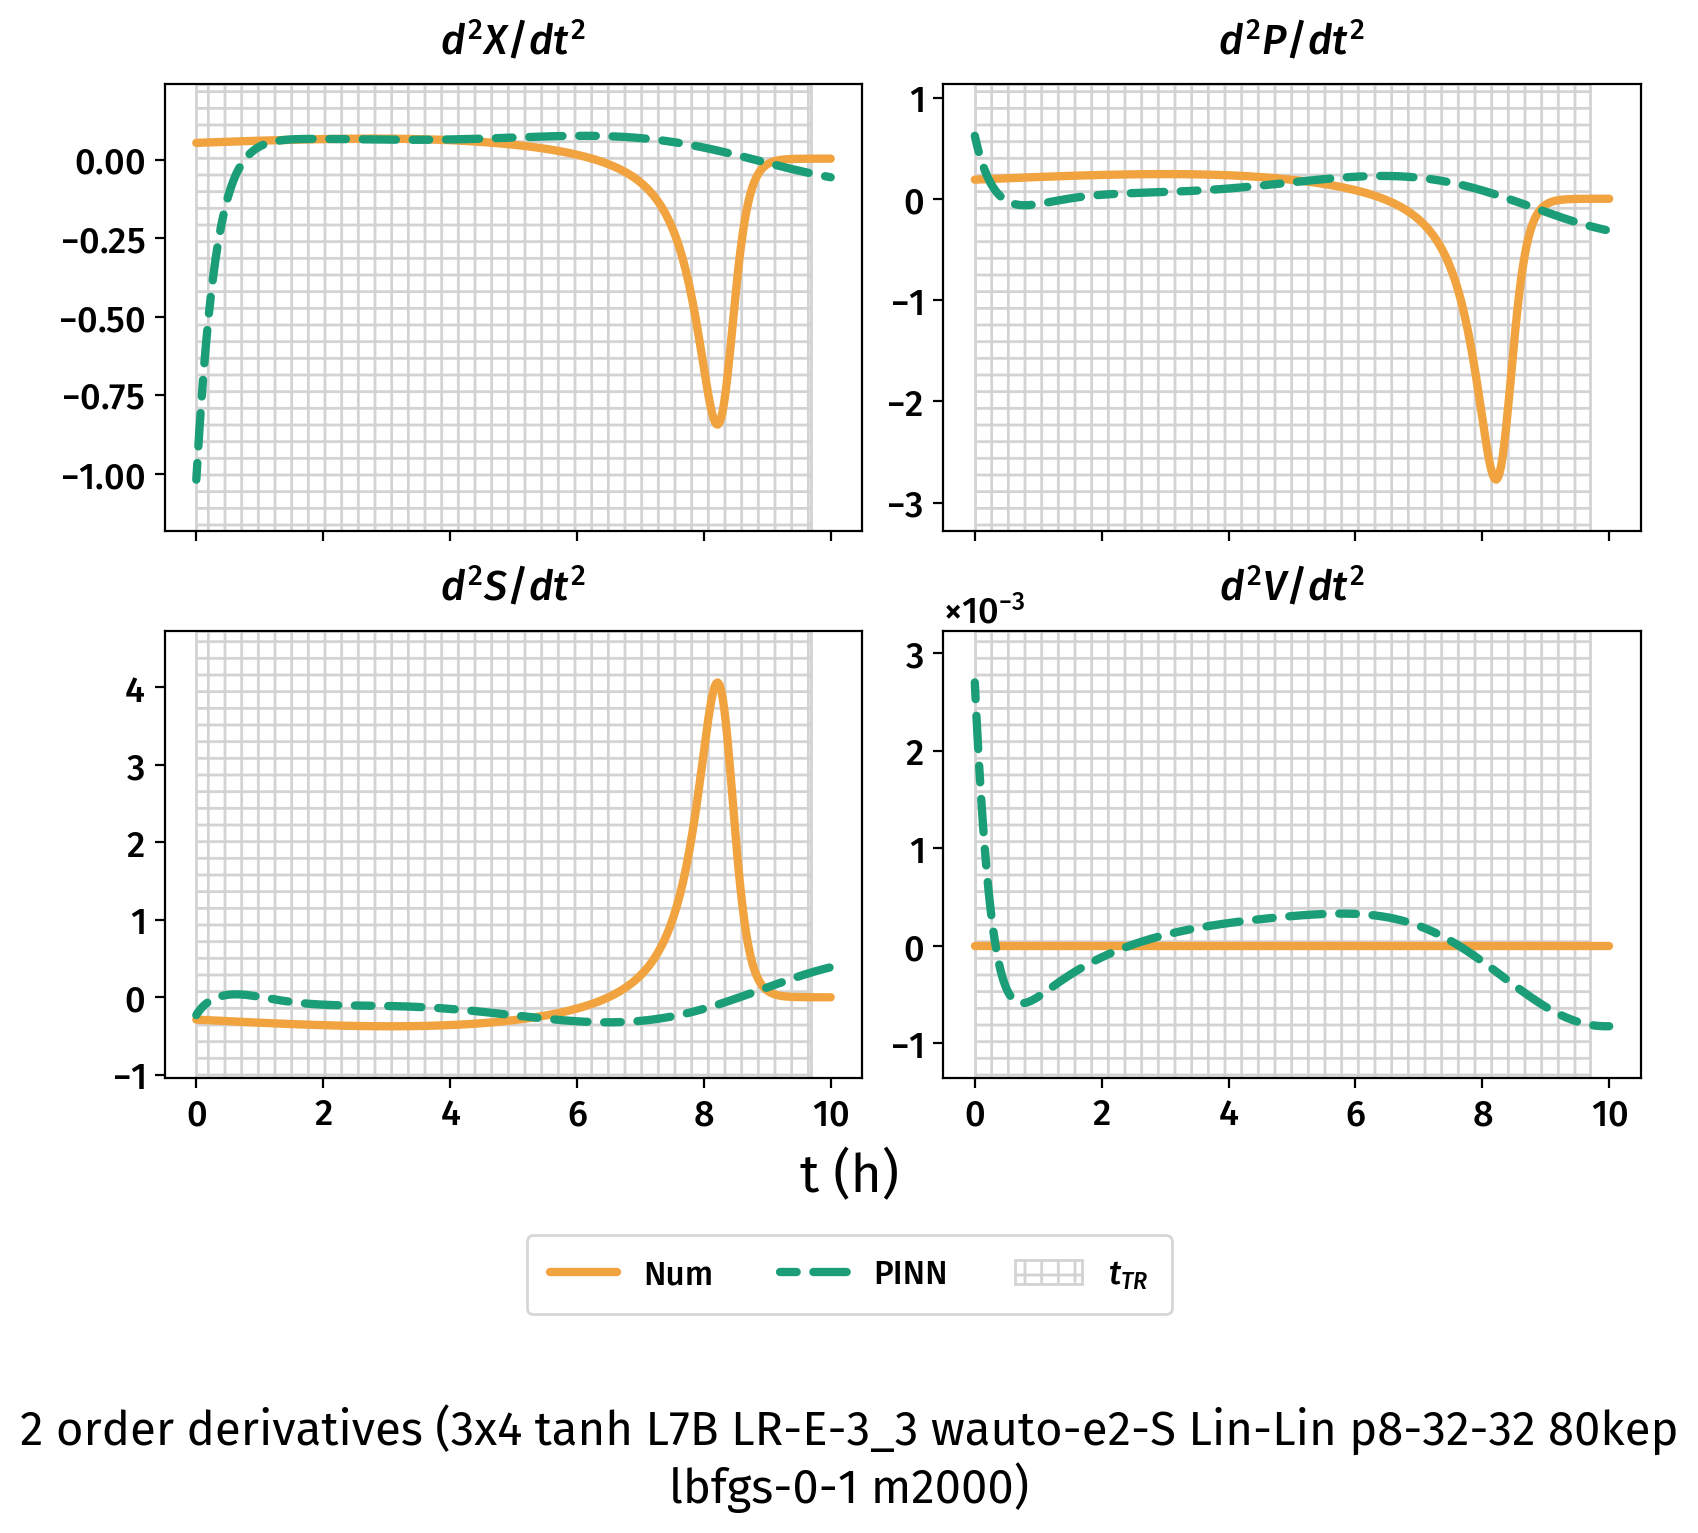 d²X/dt²
d²P/dt²
0.00
−0.25
−0.50
−0.75
−1.00
1
0
−1
−2
−3
d²S/dt²
d²V/dt²
×10⁻³
4
3
2
1
0
−1
3
2
1
0
−1
0 2 4 6 8 10
0 2 4 6 8 10
t (h)
Num PINN t_TR
2 order derivatives (3x4 tanh L7B LR-E-3_3 wauto-e2-S Lin-Lin p8-32-32 80kep
lbfgs-0-1 m2000)